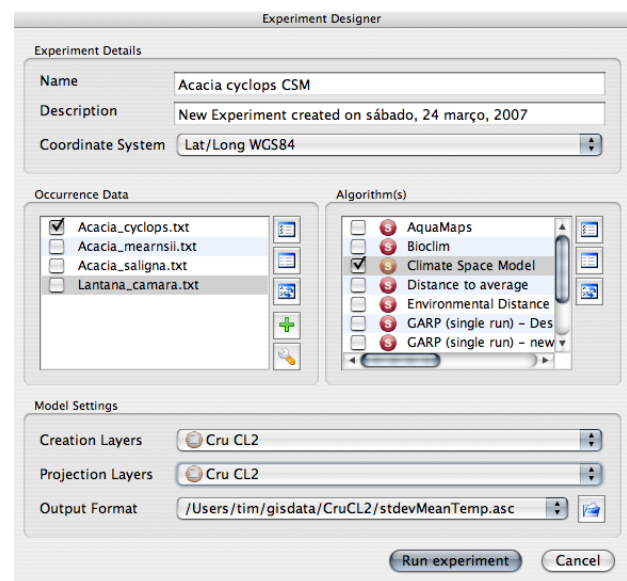 Experiment Designer
Experiment Details
Name
Acacia cyclops CSM
Description
New Experiment created on sábado, 24 março, 2007
Coordinate System
Lat/Long WGS84
Occurrence Data
Acacia_cyclops.txt
Acacia_mearnsii.txt
Acacia_saligna.txt
Lantana_camara.txt
Algorithm(s)
S AquaMaps
S Bioclim
S Climate Space Model
S Distance to average
S Environmental Distance
S GARP (single run) – Des
S GARP (single run) – new
Model Settings
Creation Layers
Cru CL2
Projection Layers
Cru CL2
Output Format
/Users/tim/gisdata/CruCL2/stdevMeanTemp.asc
Run experiment
Cancel